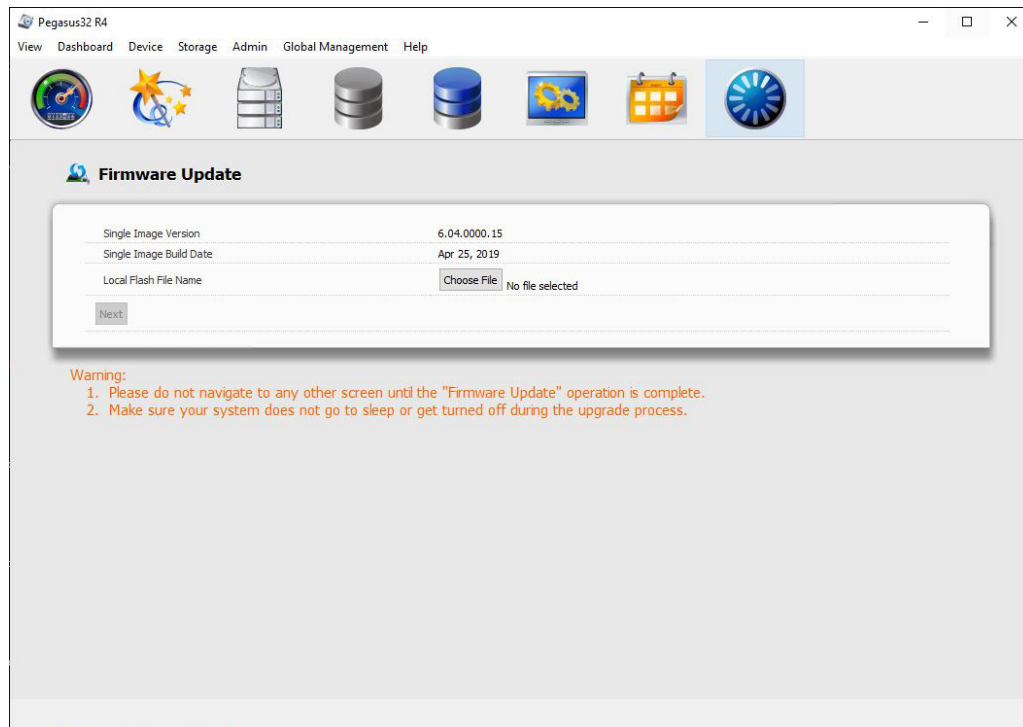 Pegasus32 R4
View Dashboard Device Storage Admin Global Management Help
Firmware Update
Single Image Version 6.04.0000.15
Single Image Build Date Apr 25, 2019
Local Flash File Name Choose File No file selected
Next
Warning:
1. Please do not navigate to any other screen until the "Firmware Update" operation is complete.
2. Make sure your system does not go to sleep or get turned off during the upgrade process.